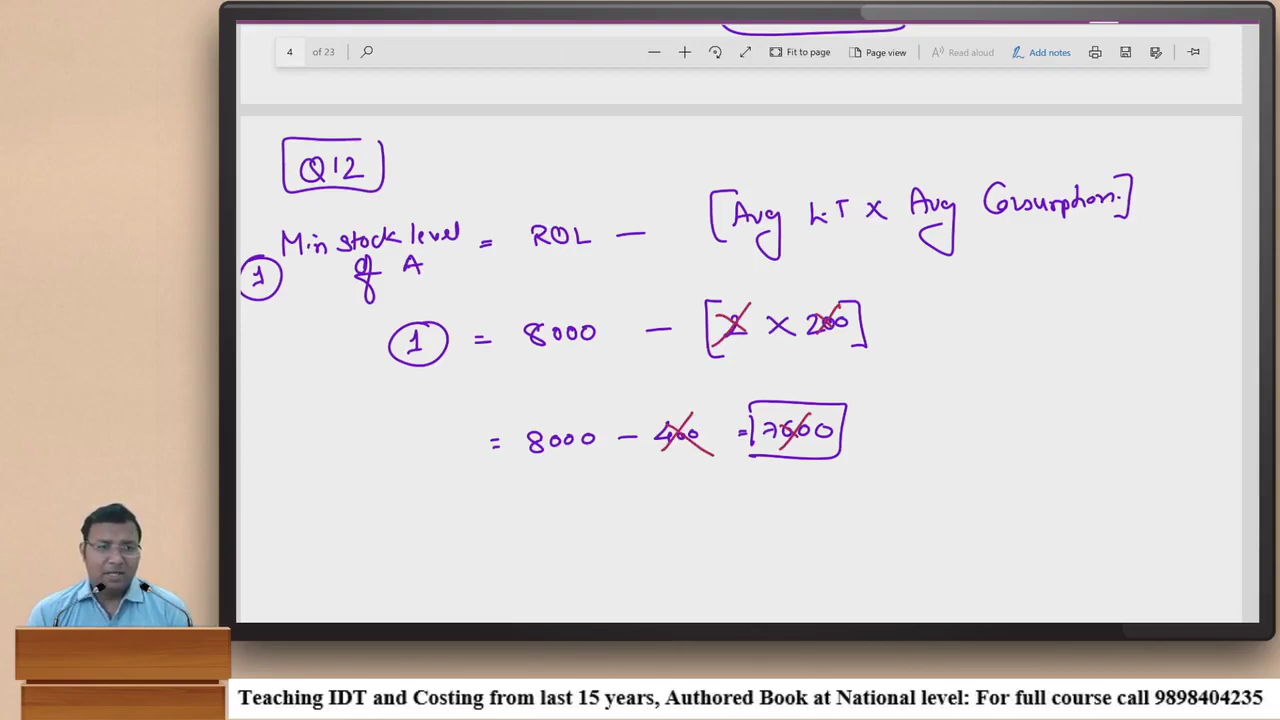 4 of 23 Fit to page Page view Read aloud Add notes
Q12
Min stock level of A = ROL — [Avg LT X Avg Consumption.]
1
1 = 8000 — [2 X 200]
= 8000 — 400 = 7600
Teaching IDT and Costing from last 15 years, Authored Book at National level: For full course call 9898404235